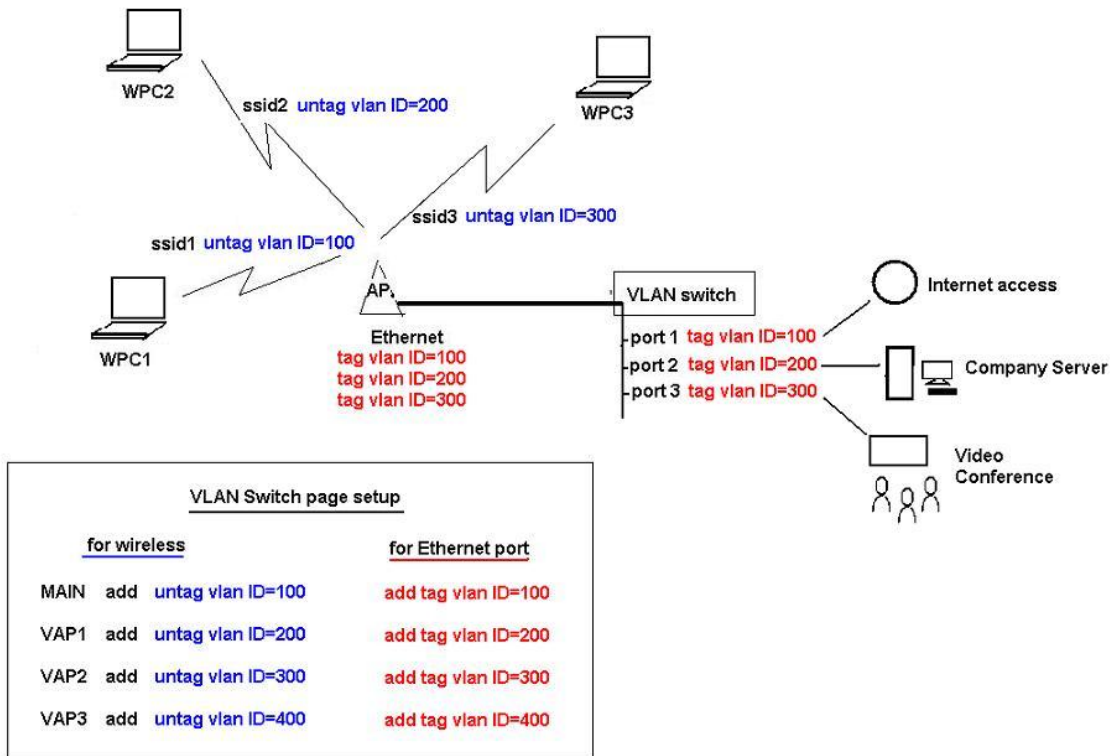 WPC2
ssid2 untag vlan ID=200
WPC3
ssid3 untag vlan ID=300
ssid1 untag vlan ID=100
WPC1
AP
Ethernet
tag vlan ID=100
tag vlan ID=200
tag vlan ID=300
VLAN switch
port 1 tag vlan ID=100
port 2 tag vlan ID=200
port 3 tag vlan ID=300
Internet access
Company Server
Video
Conference
VLAN Switch page setup
for wireless for Ethernet port
MAIN add untag vlan ID=100 add tag vlan ID=100
VAP1 add untag vlan ID=200 add tag vlan ID=200
VAP2 add untag vlan ID=300 add tag vlan ID=300
VAP3 add untag vlan ID=400 add tag vlan ID=400